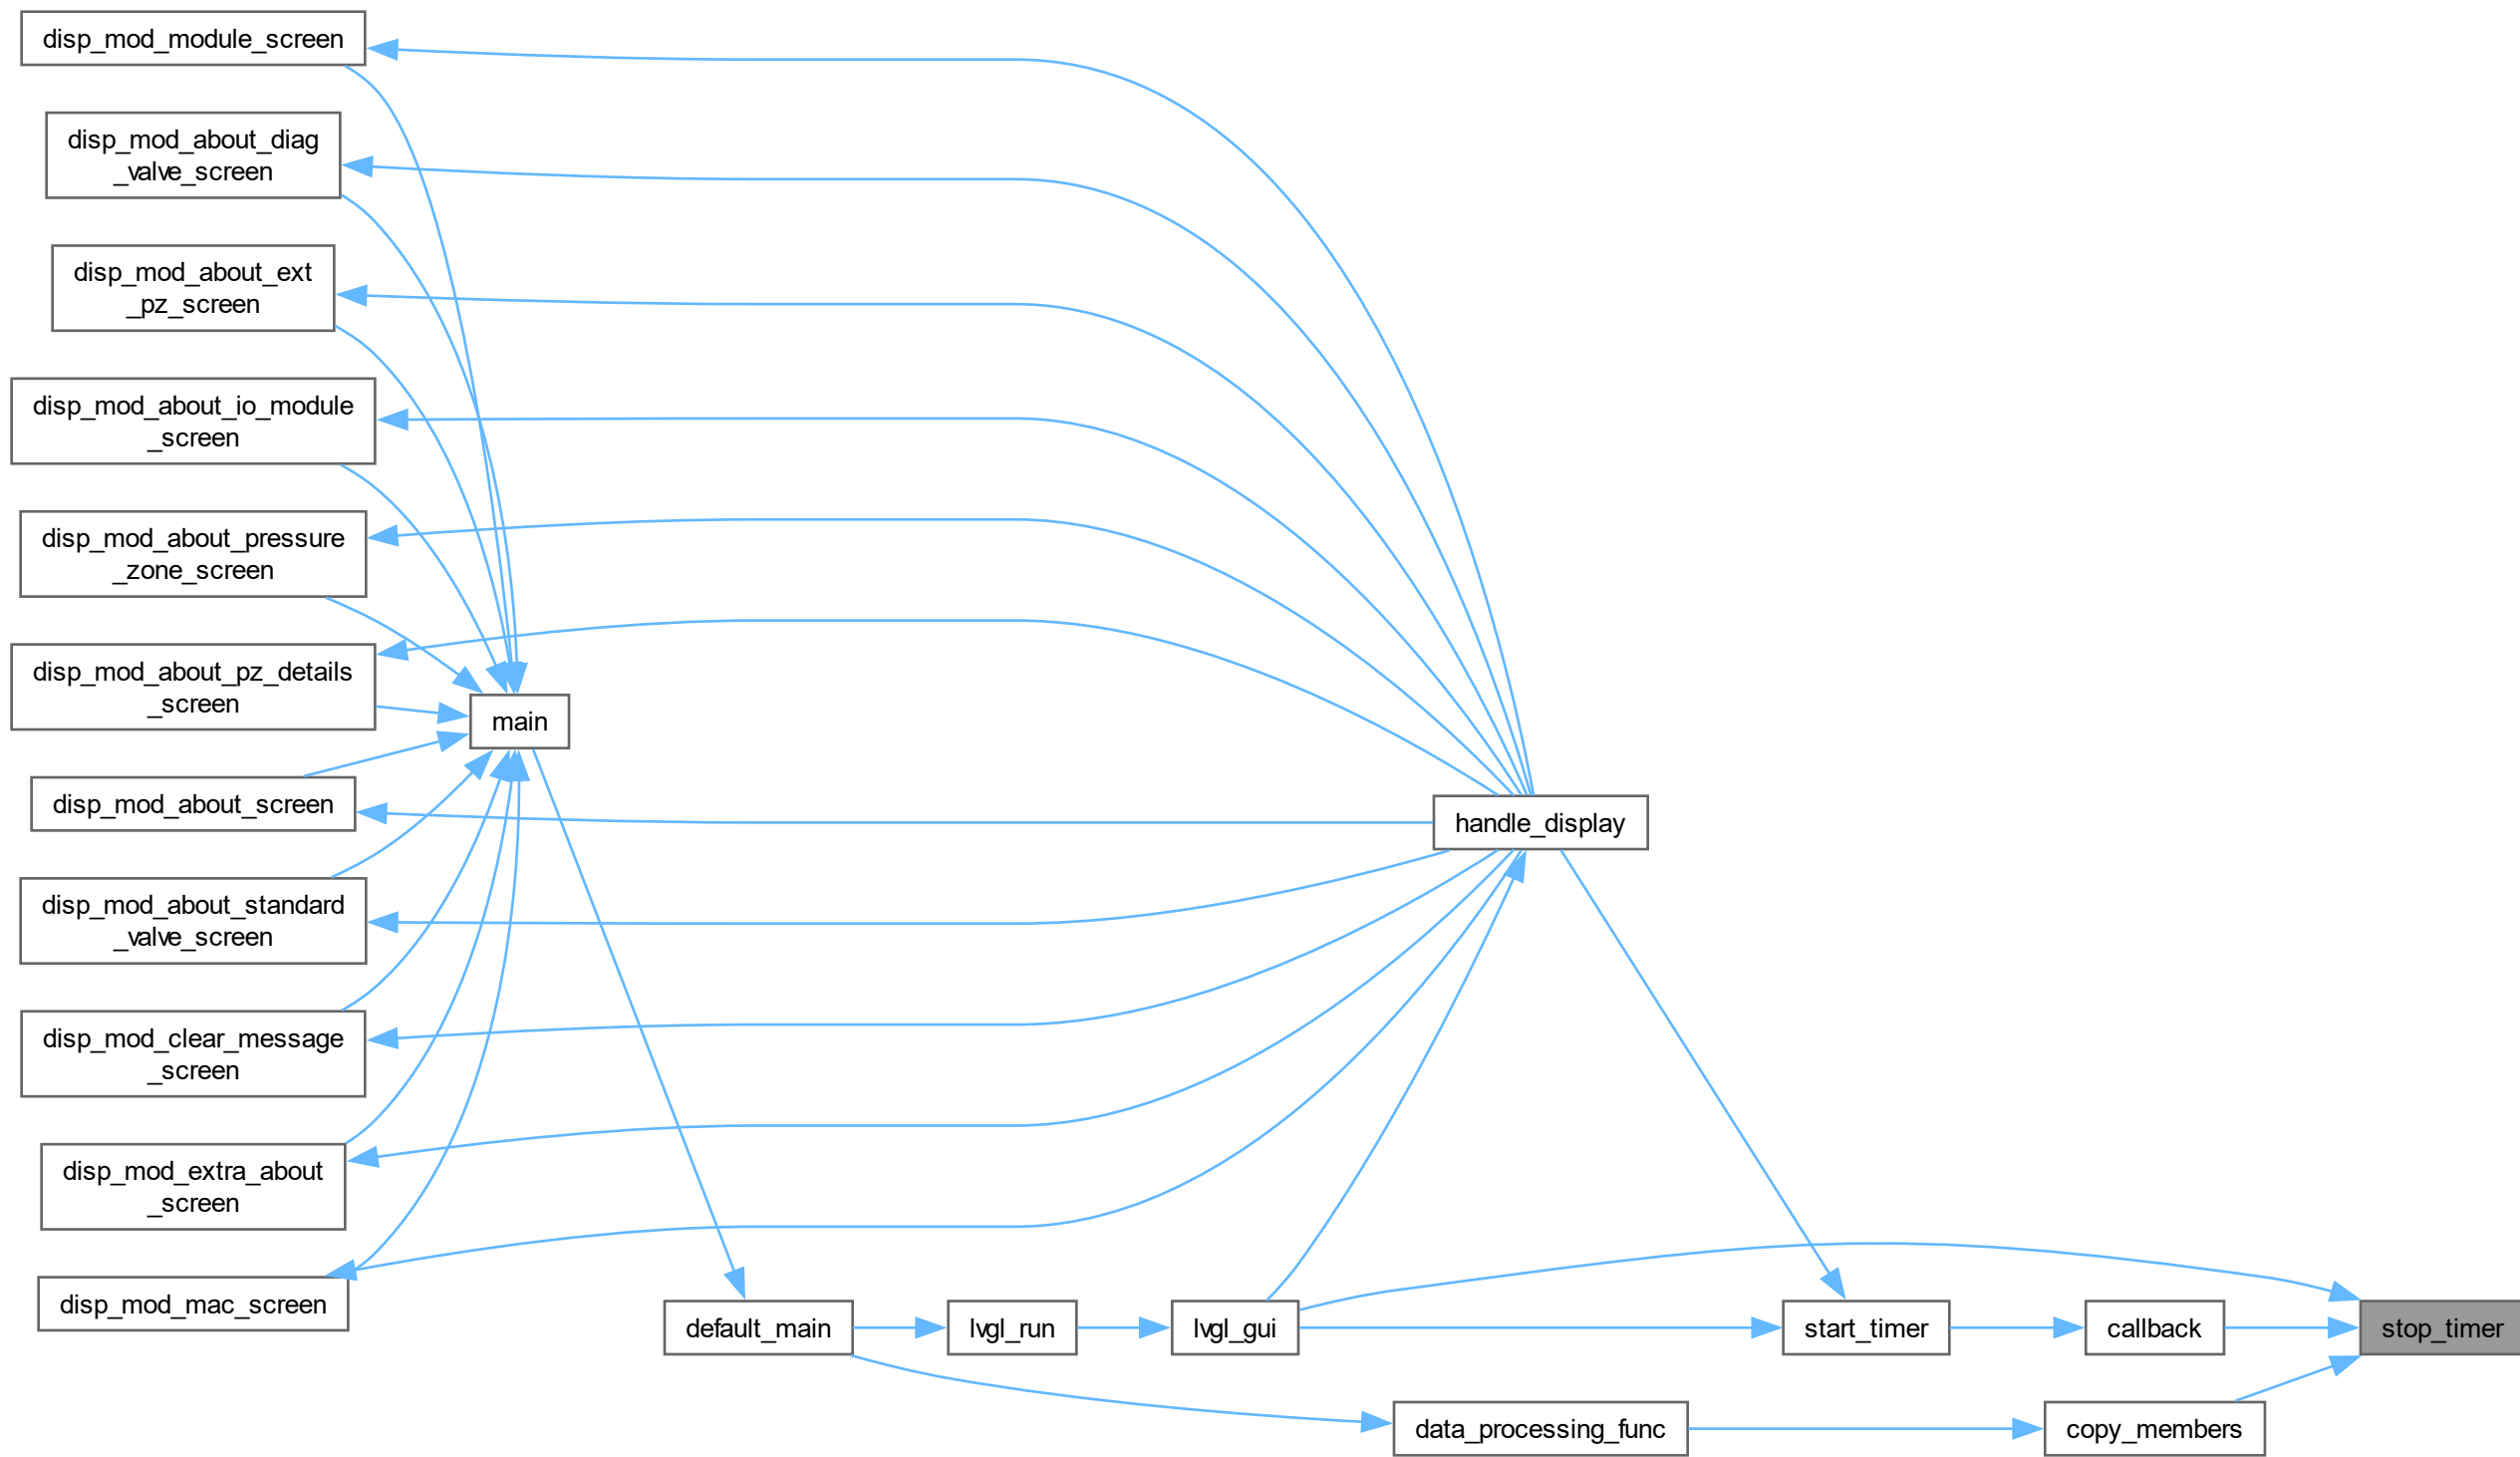 disp_mod_module_screen
disp_mod_about_diag
_valve_screen
disp_mod_about_ext
_pz_screen
disp_mod_about_io_module
_screen
disp_mod_about_pressure
_zone_screen
disp_mod_about_pz_details
_screen
main
disp_mod_about_screen
handle_display
disp_mod_about_standard
_valve_screen
disp_mod_clear_message
_screen
disp_mod_extra_about
_screen
disp_mod_mac_screen
default_main
lvgl_run
lvgl_gui
start_timer
callback
stop_timer
data_processing_func
copy_members